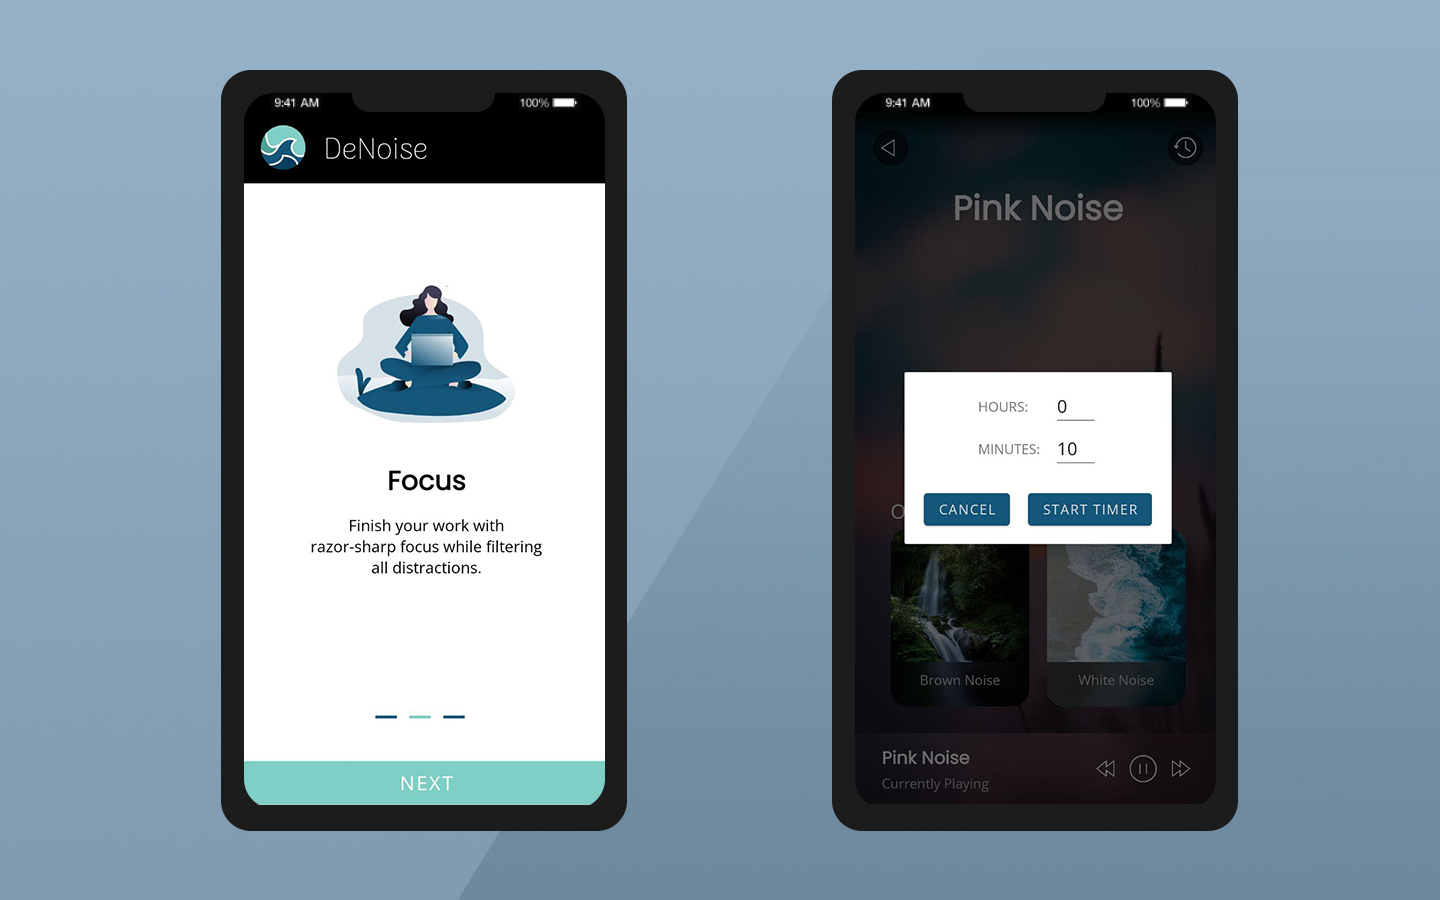 9:41 AM
100%
DeNoise
Focus
Finish your work with
razor-sharp focus while filtering
all distractions.
NEXT
9:41 AM
100%
Pink Noise
HOURS: 0
MINUTES: 10
CANCEL
START TIMER
O
Brown Noise
White Noise
Pink Noise
Currently Playing